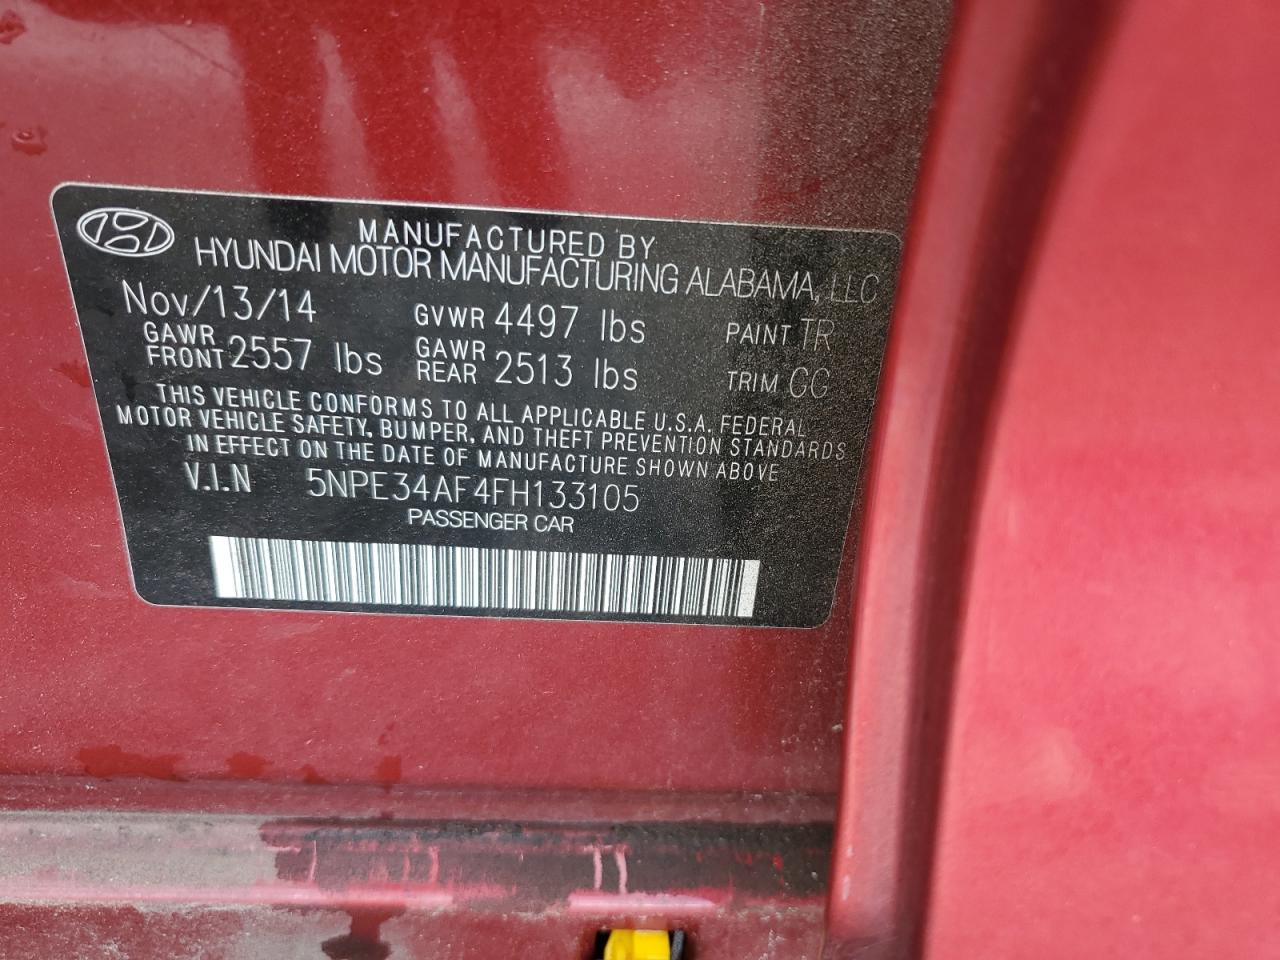 MANUFACTURED BY
HYUNDAI MOTOR MANUFACTURING ALABAMA, LLC
Nov/13/14 GVWR 4497 lbs PAINT TR
GAWR FRONT 2557 lbs GAWR REAR 2513 lbs TRIM GG
THIS VEHICLE CONFORMS TO ALL APPLICABLE U.S.A. FEDERAL
MOTOR VEHICLE SAFETY, BUMPER, AND THEFT PREVENTION STANDARDS
IN EFFECT ON THE DATE OF MANUFACTURE SHOWN ABOVE
V.I.N 5NPE34AF4FH133105
PASSENGER CAR